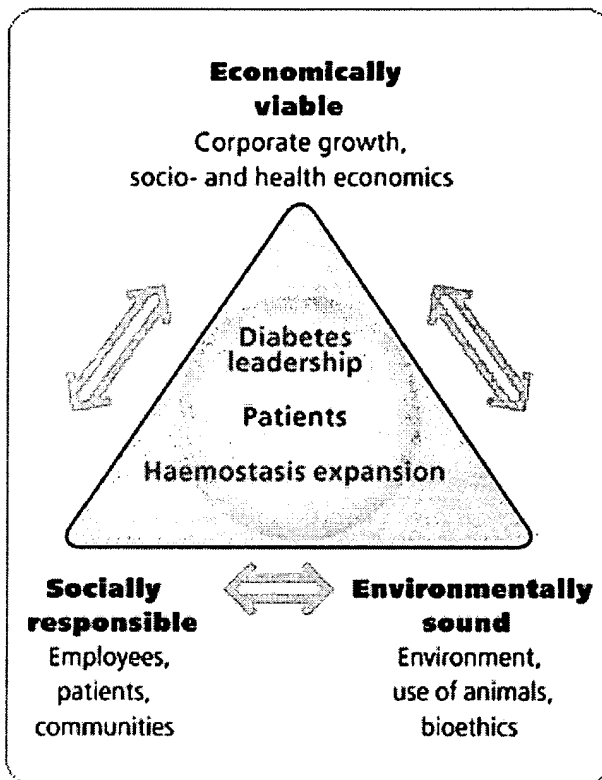 Economically
viable
Corporate growth,
socio- and health economics
Diabetes
leadership
Patients
Haemostasis expansion
Socially
responsible
Employees,
patients,
communities
Environmentally
sound
Environment,
use of animals,
bioethics